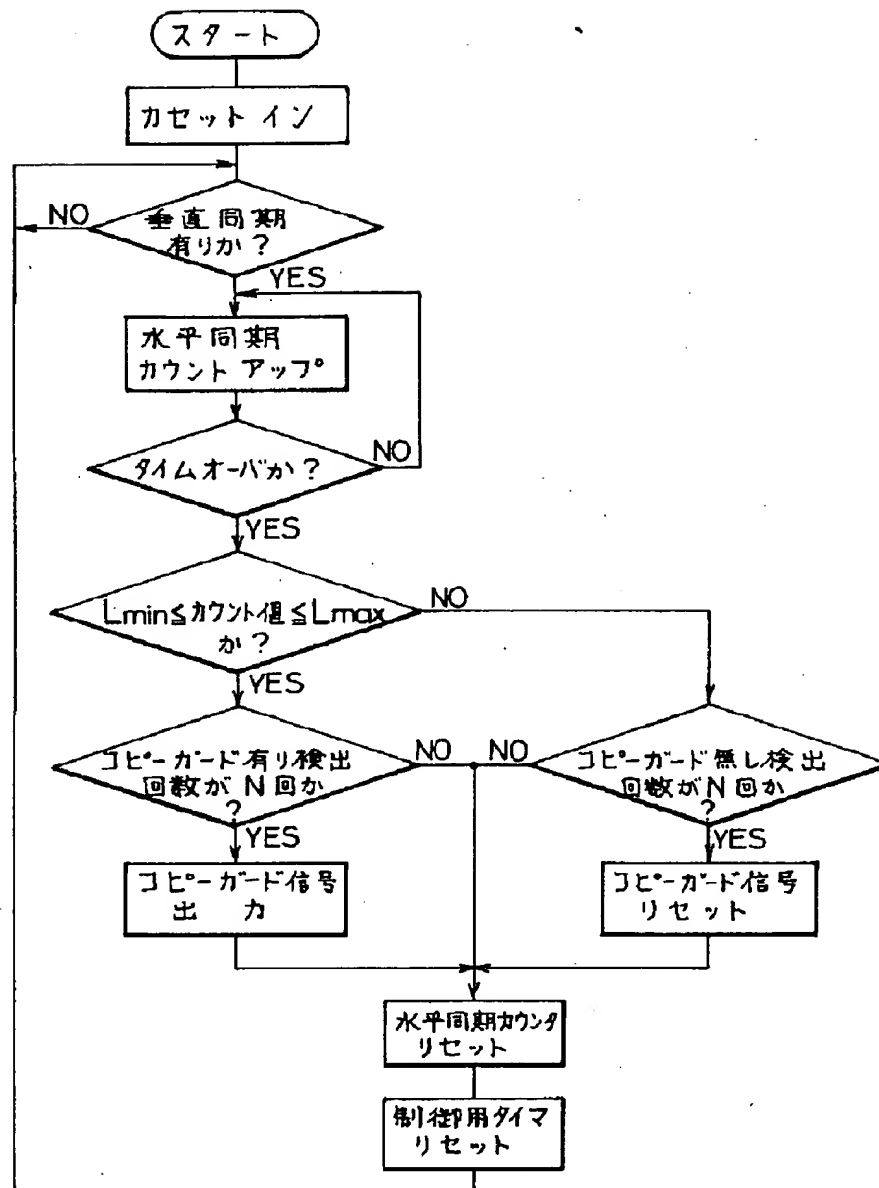 スタート
カセットイン
NO
垂直同期
有りか？
YES
水平同期
カウントアップ
タイムオーバか？
NO
YES
Lmin≦カウント値≦Lmax
か？
NO
YES
コピーガード有り検出
回数がN回か
？
NO
NO
コピーガード無し検出
回数がN回か
？
YES
YES
コピーガード信号
出力
コピーガード信号
リセット
水平同期カウンタ
リセット
制御用タイマ
リセット